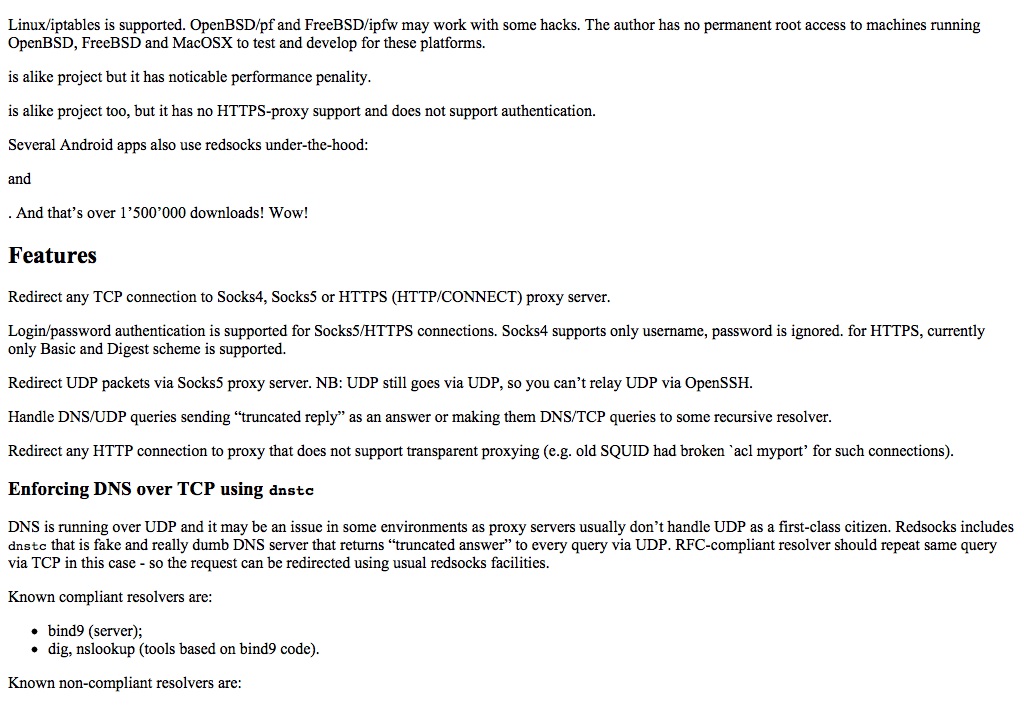 Linux/iptables is supported. OpenBSD/pf and FreeBSD/ipfw may work with some hacks. The author has no permanent root access to machines running
OpenBSD, FreeBSD and MacOSX to test and develop for these platforms.
is alike project but it has noticable performance penality.
is alike project too, but it has no HTTPS-proxy support and does not support authentication.
Several Android apps also use redsocks under-the-hood:
and
. And that’s over 1’500’000 downloads! Wow!
Features
Redirect any TCP connection to Socks4, Socks5 or HTTPS (HTTP/CONNECT) proxy server.
Login/password authentication is supported for Socks5/HTTPS connections. Socks4 supports only username, password is ignored. for HTTPS, currently
only Basic and Digest scheme is supported.
Redirect UDP packets via Socks5 proxy server. NB: UDP still goes via UDP, so you can’t relay UDP via OpenSSH.
Handle DNS/UDP queries sending “truncated reply” as an answer or making them DNS/TCP queries to some recursive resolver.
Redirect any HTTP connection to proxy that does not support transparent proxying (e.g. old SQUID had broken `acl myport’ for such connections).
Enforcing DNS over TCP using dnstc
DNS is running over UDP and it may be an issue in some environments as proxy servers usually don’t handle UDP as a first-class citizen. Redsocks includes
dnstc that is fake and really dumb DNS server that returns “truncated answer” to every query via UDP. RFC-compliant resolver should repeat same query
via TCP in this case - so the request can be redirected using usual redsocks facilities.
Known compliant resolvers are:
• bind9 (server);
• dig, nslookup (tools based on bind9 code).
Known non-compliant resolvers are: